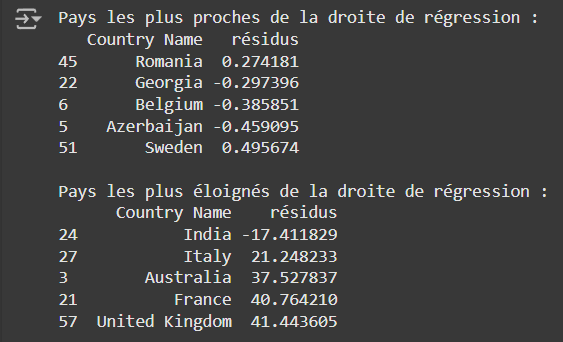 Pays les plus proches de la droite de régression :
Country Name résidus
45 Romania 0.274181
22 Georgia -0.297396
6 Belgium -0.385851
5 Azerbaijan -0.459095
51 Sweden 0.495674
Pays les plus éloignés de la droite de régression :
Country Name résidus
24 India -17.411829
27 Italy 21.248233
3 Australia 37.527837
21 France 40.764210
57 United Kingdom 41.443605